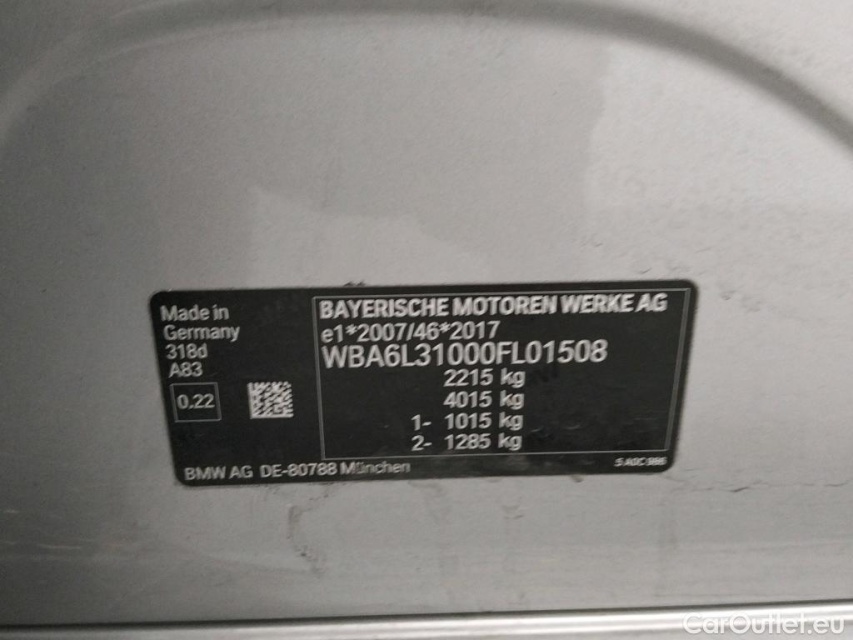 Made in
Germany
318d
A83
0.22
BAYERISCHE MOTOREN WERKE AG
e1*2007/46*2017
WBA6L31000FL01508
2215 kg
4015 kg
1- 1015 kg
2- 1285 kg
BMW AG DE-80788 München
CarOutlet.eu